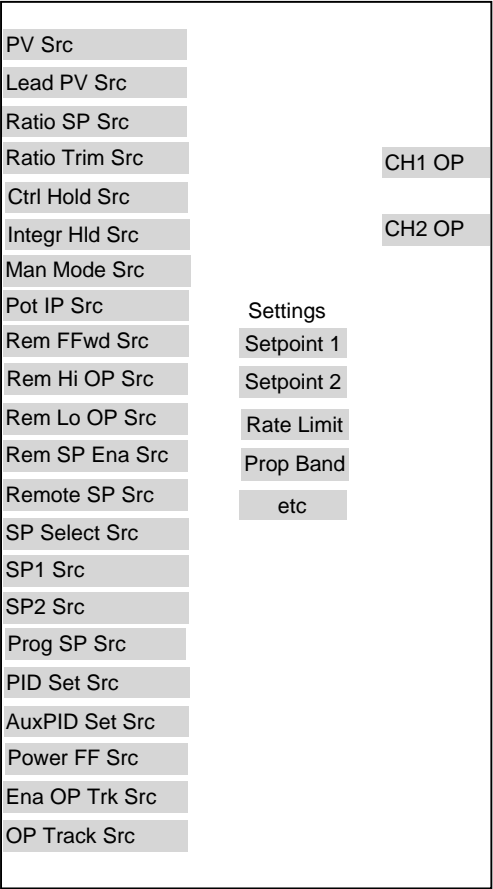 PV Src
Lead PV Src
Ratio SP Src
Ratio Trim Src
Ctrl Hold Src
Integr Hld Src
Man Mode Src
Pot IP Src
Rem FFwd Src
Rem Hi OP Src
Rem Lo OP Src
Rem SP Ena Src
Remote SP Src
SP Select Src
SP1 Src
SP2 Src
Prog SP Src
PID Set Src
AuxPID Set Src
Power FF Src
Ena OP Trk Src
OP Track Src
Settings
Setpoint 1
Setpoint 2
Rate Limit
Prop Band
etc
CH1 OP
CH2 OP